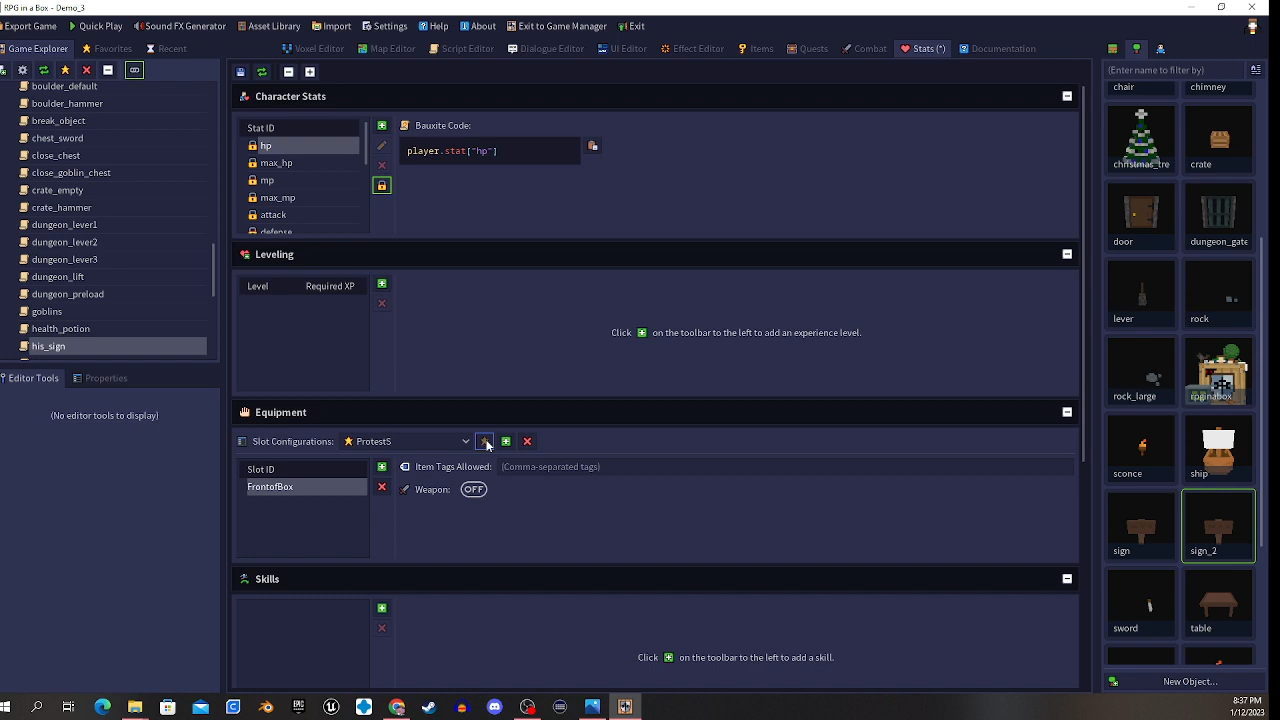 RPG in a Box - Demo_3
Export Game
Quick Play
Sound FX Generator
Asset Library
Import
Settings
Help
About
Exit to Game Manager
Exit
Game Explorer
Favorites
Recent
Voxel Editor
Map Editor
Script Editor
Dialogue Editor
UI Editor
Effect Editor
Items
Quests
Combat
Stats (*)
Documentation
boulder_default
boulder_hammer
break_object
chest_sword
close_chest
close_goblin_chest
crate_empty
crate_hammer
dungeon_lever1
dungeon_lever2
dungeon_lever3
dungeon_lift
dungeon_preload
goblins
health_potion
his_sign
Editor Tools
Properties
(No editor tools to display)
Character Stats
Stat ID
hp
max_hp
mp
max_mp
attack
defense
Bauxite Code:
player.stat["hp"]
Leveling
Level Required XP
Click on the toolbar to the left to add an experience level.
Equipment
Slot Configurations: ProtestS
Slot ID
FrontofBox
Item Tags Allowed: (Comma-separated tags)
Weapon: OFF
Skills
Click on the toolbar to the left to add a skill.
(Enter name to filter by)
chair
chimney
christmas_tre
crate
door
dungeon_gate
lever
rock
rock_large
rpginabox
sconce
ship
sign
sign_2
sword
table
New Object...
8:37 PM
1/12/2023